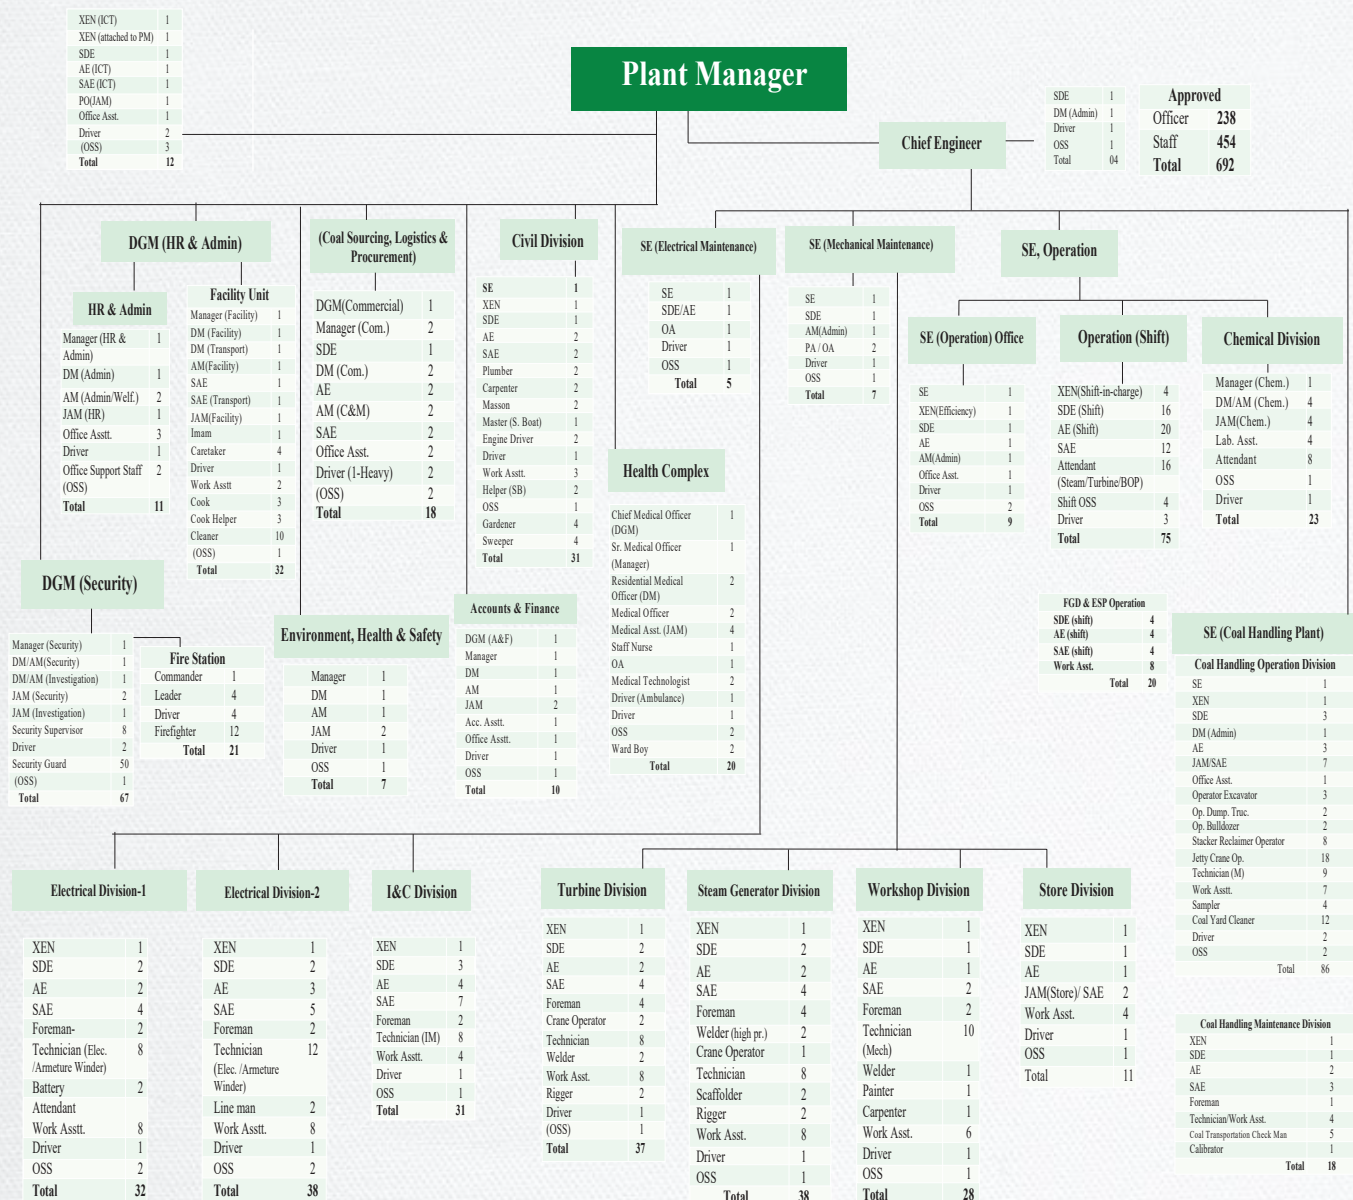 XEN (ICT) 1
XEN (attached to PM) 1
SDE 1
AE (ICT) 1
SAE (ICT) 1
PO(JAM) 1
Office Asst. 1
Driver 2
(OSS) 3
Total 12
Plant Manager
Chief Engineer
SDE 1
DM (Admin) 1
Driver 1
OSS 1
Total 04
Approved
Officer 238
Staff 454
Total 692
DGM (HR & Admin)
HR & Admin
Manager (HR & 1
Admin)
DM (Admin) 1
AM (Admin/Welf.) 2
JAM (HR) 1
Office Asstt. 3
Driver 1
Office Support Staff 2
(OSS)
Total 11
Facility Unit
Manager (Facility) 1
DM (Facility) 1
DM (Transport) 1
AM(Facility) 1
SAE 1
SAE (Transport) 1
JAM(Facility) 1
Imam 1
Caretaker 4
Driver 1
Work Asstt 2
Cook 3
Cook Helper 3
Cleaner 10
(OSS) 1
Total 32
(Coal Sourcing, Logistics &
Procurement)
DGM(Commercial) 1
Manager (Com.) 2
SDE 1
DM (Com.) 2
AE 2
AM (C&M) 2
SAE 2
Office Asst. 2
Driver (1-Heavy) 2
(OSS) 2
Total 18
Civil Division
SE 1
XEN 1
SDE 1
AE 2
SAE 2
Plumber 2
Carpenter 2
Masson 2
Master (S. Boat) 1
Engine Driver 2
Driver 1
Work Asstt. 3
Helper (SB) 2
OSS 1
Gardener 4
Sweeper 4
Total 31
SE (Electrical Maintenance)
SE 1
SDE/AE 1
OA 1
Driver 1
OSS 1
Total 5
SE (Mechanical Maintenance)
SE 1
SDE 1
AM(Admin) 1
PA / OA 2
Driver 1
OSS 1
Total 7
SE, Operation
SE (Operation) Office
SE 1
XEN(Efficiency) 1
SDE 1
AE 1
AM(Admin) 1
Office Asst. 1
Driver 1
OSS 2
Total 9
Operation (Shift)
XEN(Shift-in-charge) 4
SDE (Shift) 16
AE (Shift) 20
SAE 12
Attendant 16
(Steam/Turbine/BOP)
Shift OSS 4
Driver 3
Total 75
Chemical Division
Manager (Chem.) 1
DM/AM (Chem.) 4
JAM(Chem.) 4
Lab. Asst. 4
Attendant 8
OSS 1
Driver 1
Total 23
Health Complex
Chief Medical Officer 1
(DGM)
Sr. Medical Officer 1
(Manager)
Residential Medical 2
Officer (DM)
Medical Officer 2
Medical Asst. (JAM) 4
Staff Nurse 1
OA 1
Medical Technologist 2
Driver (Ambulance) 1
Driver 1
OSS 2
Ward Boy 2
Total 20
DGM (Security)
Manager (Security) 1
DM/AM(Security) 1
DM/AM (Investigation) 1
JAM (Security) 2
JAM (Investigation) 1
Security Supervisor 8
Driver 2
Security Guard 50
(OSS) 1
Total 67
Fire Station
Commander 1
Leader 4
Driver 4
Firefighter 12
Total 21
Environment, Health & Safety
Manager 1
DM 1
AM 1
JAM 2
Driver 1
OSS 1
Total 7
Accounts & Finance
DGM (A&F) 1
Manager 1
DM 1
AM 1
JAM 2
Acc. Asstt. 1
Office Asstt. 1
Driver 1
OSS 1
Total 10
FGD & ESP Operation
SDE (shift) 4
AE (shift) 4
SAE (shift) 4
Work Asst. 8
Total 20
SE (Coal Handling Plant)
Coal Handling Operation Division
SE 1
XEN 1
SDE 3
DM (Admin) 1
AE 3
JAM/SAE 7
Office Asst. 1
Operator Excavator 3
Op. Dump. Truc. 2
Op. Bulldozer 2
Stacker Reclaimer Operator 8
Jetty Crane Op. 18
Technician (M) 9
Work Asstt. 7
Sampler 4
Coal Yard Cleaner 12
Driver 2
OSS 2
Total 86
Coal Handling Maintenance Division
XEN 1
SDE 1
AE 2
SAE 3
Foreman 1
Technician/Work Asst. 4
Coal Transportation Check Man 5
Calibrator 1
Total 18
Electrical Division-1
XEN 1
SDE 2
AE 2
SAE 4
Foreman- 2
Technician (Elec. 8
/Armeture Winder)
Battery 2
Attendant
Work Asstt. 8
Driver 1
OSS 2
Total 32
Electrical Division-2
XEN 1
SDE 2
AE 3
SAE 5
Foreman 2
Technician 12
(Elec. /Armeture
Winder)
Line man 2
Work Asstt. 8
Driver 1
OSS 2
Total 38
I&C Division
XEN 1
SDE 3
AE 4
SAE 7
Foreman 2
Technician (IM) 8
Work Asstt. 4
Driver 1
OSS 1
Total 31
Turbine Division
XEN 1
SDE 2
AE 2
SAE 4
Foreman 4
Crane Operator 2
Technician 8
Welder 2
Work Asst. 8
Rigger 2
Driver 1
(OSS) 1
Total 37
Steam Generator Division
XEN 1
SDE 2
AE 2
SAE 4
Foreman 4
Welder (high pr.) 2
Crane Operator 1
Technician 8
Scaffolder 2
Rigger 2
Work Asst. 8
Driver 1
OSS 1
Total 38
Workshop Division
XEN 1
SDE 1
AE 1
SAE 2
Foreman 2
Technician 10
(Mech)
Welder 1
Painter 1
Carpenter 1
Work Asst. 6
Driver 1
OSS 1
Total 28
Store Division
XEN 1
SDE 1
AE 1
JAM(Store)/ SAE 2
Work Asst. 4
Driver 1
OSS 1
Total 11